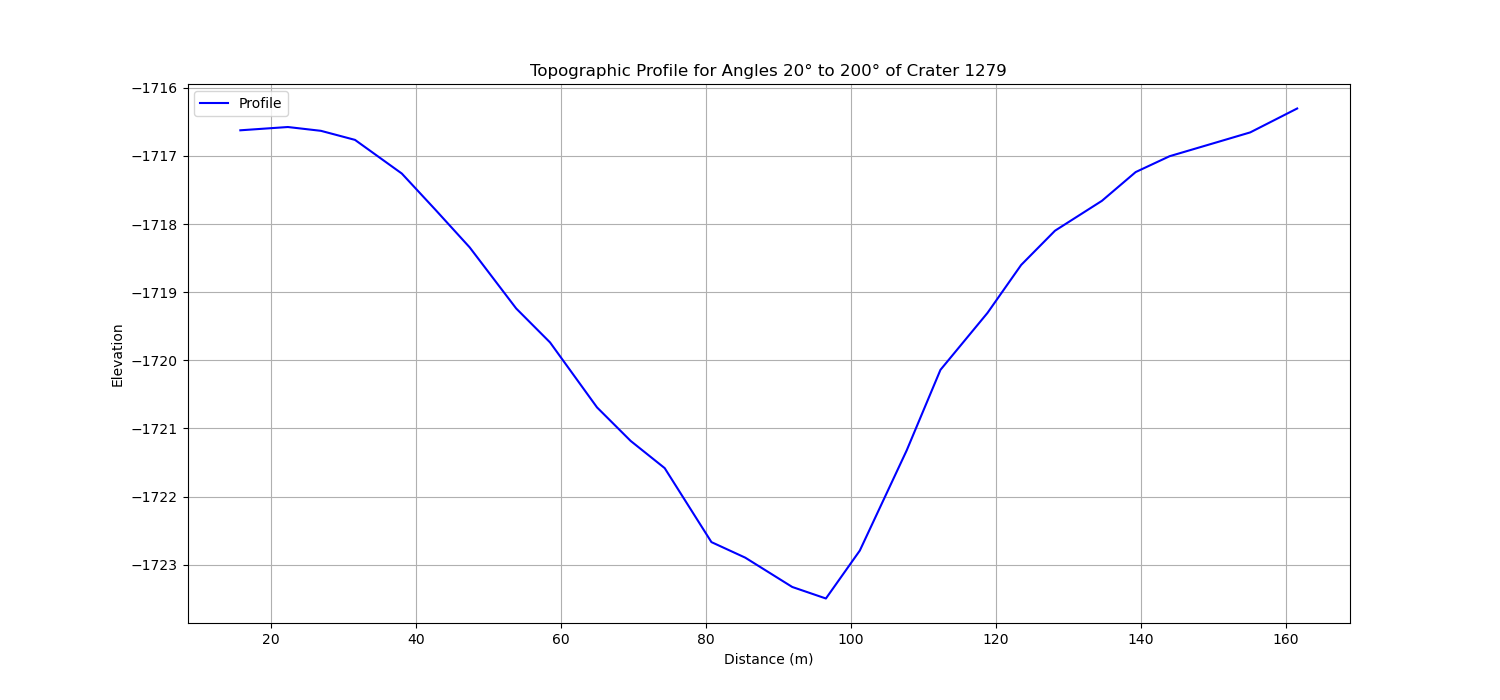 Topographic Profile for Angles 20° to 200° of Crater 1279
Profile
−1716
−1717
−1718
−1719
−1720
−1721
−1722
−1723
Elevation
20 40 60 80 100 120 140 160
Distance (m)